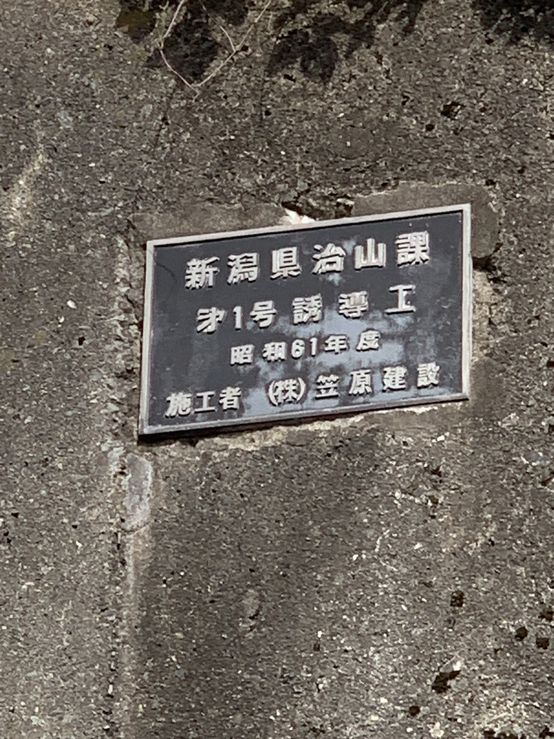 新潟県治山課
㐧1号誘導工
昭和61年度
施工者 (株)笠原建設